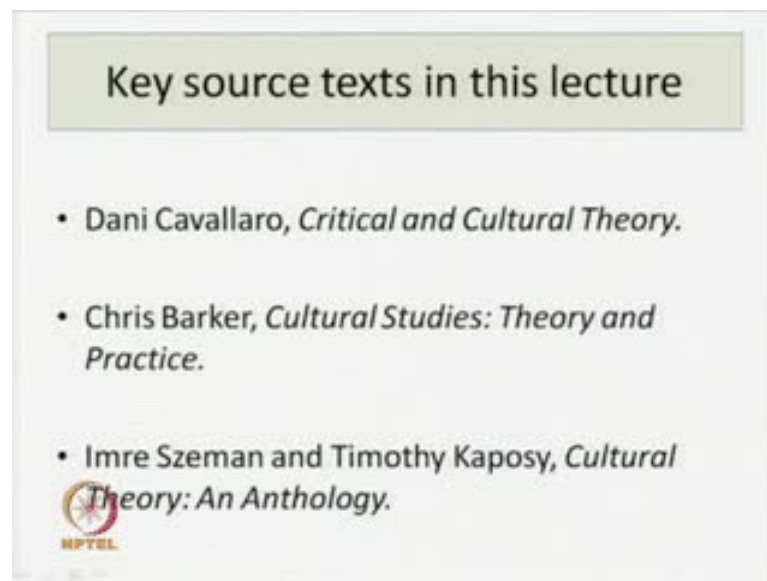 Key source texts in this lecture
• Dani Cavallaro, Critical and Cultural Theory.
• Chris Barker, Cultural Studies: Theory and
Practice.
• Imre Szeman and Timothy Kaposy, Cultural
Theory: An Anthology.
NPTEL